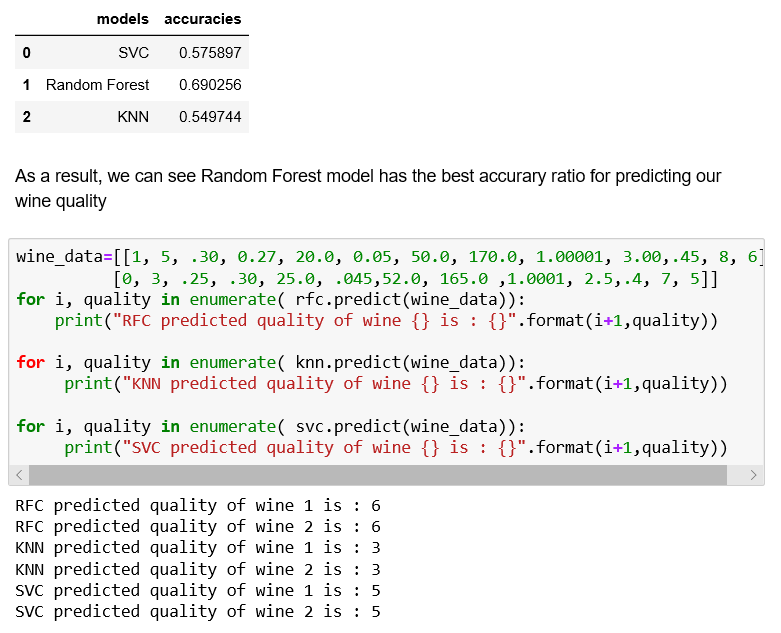 models accuracies
0 SVC 0.575897
1 Random Forest 0.690256
2 KNN 0.549744
As a result, we can see Random Forest model has the best accurary ratio for predicting our
wine quality
wine_data=[[1, 5, .30, 0.27, 20.0, 0.05, 50.0, 170.0, 1.00001, 3.00,.45, 8, 6]
[0, 3, .25, .30, 25.0, .045,52.0, 165.0 ,1.0001, 2.5,.4, 7, 5]]
for i, quality in enumerate( rfc.predict(wine_data)):
print("RFC predicted quality of wine {} is : {}".format(i+1,quality))
for i, quality in enumerate( knn.predict(wine_data)):
print("KNN predicted quality of wine {} is : {}".format(i+1,quality))
for i, quality in enumerate( svc.predict(wine_data)):
print("SVC predicted quality of wine {} is : {}".format(i+1,quality))
RFC predicted quality of wine 1 is : 6
RFC predicted quality of wine 2 is : 6
KNN predicted quality of wine 1 is : 3
KNN predicted quality of wine 2 is : 3
SVC predicted quality of wine 1 is : 5
SVC predicted quality of wine 2 is : 5